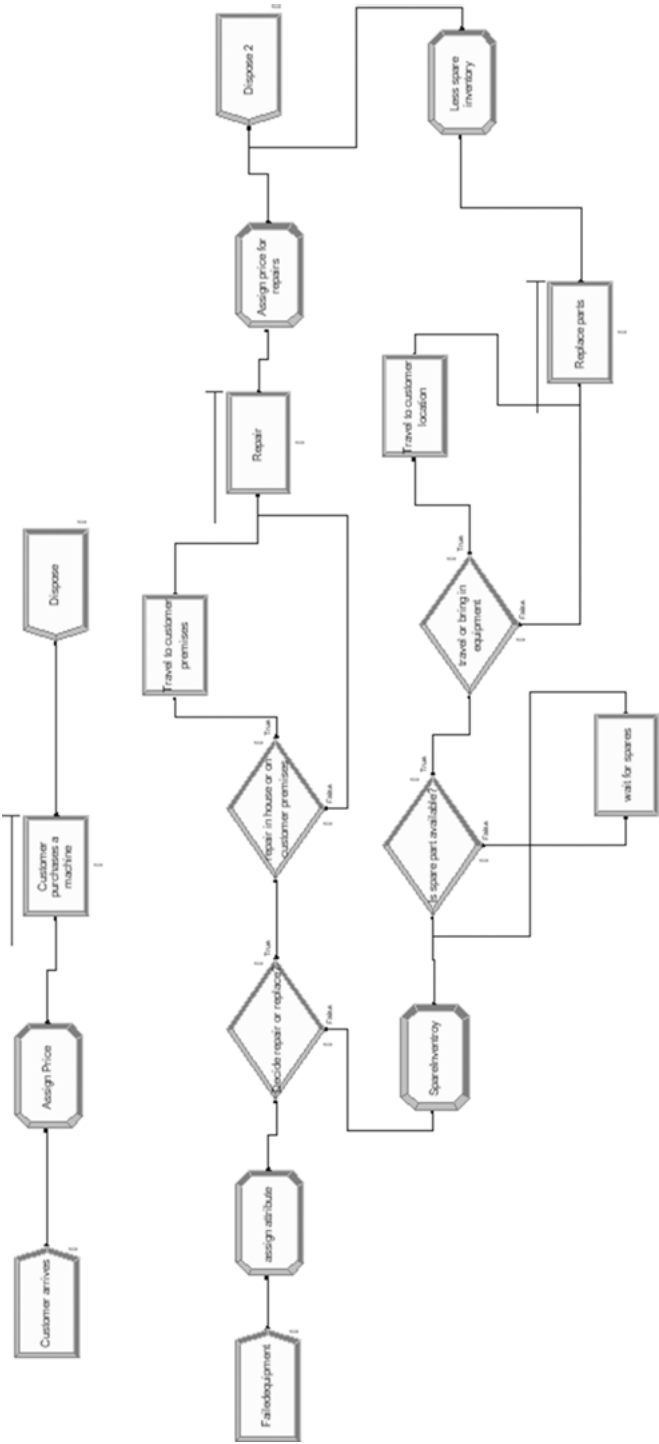 Customer arrives
Assign Price
Customer
purchases a
machine
Dispose
Failedequipment
assign attribute
Decide repair or replace
True
False
repair in house or on
customer premises
True
False
Travel to customer
premises
Repair
Assign price for
repairs
Dispose 2
SpareInventroy
Is spare part available?
True
False
wait for spares
travel or bring in
equipment
True
False
Travel to customer
location
Replace parts
Less spare
inventory